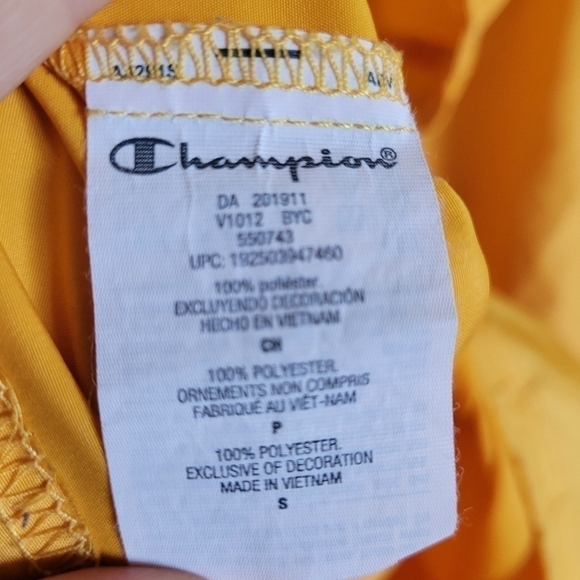 Champion®
DA 201911
V1012 BYC
550743
UPC: 192503947460
100% poliéster.
EXCLUYENDO DECORACIÓN
HECHO EN VIETNAM
CH
100% POLYESTER.
ORNEMENTS NON COMPRIS
FABRIQUÉ AU VIÊT-NAM
P
100% POLYESTER.
EXCLUSIVE OF DECORATION
MADE IN VIETNAM
S